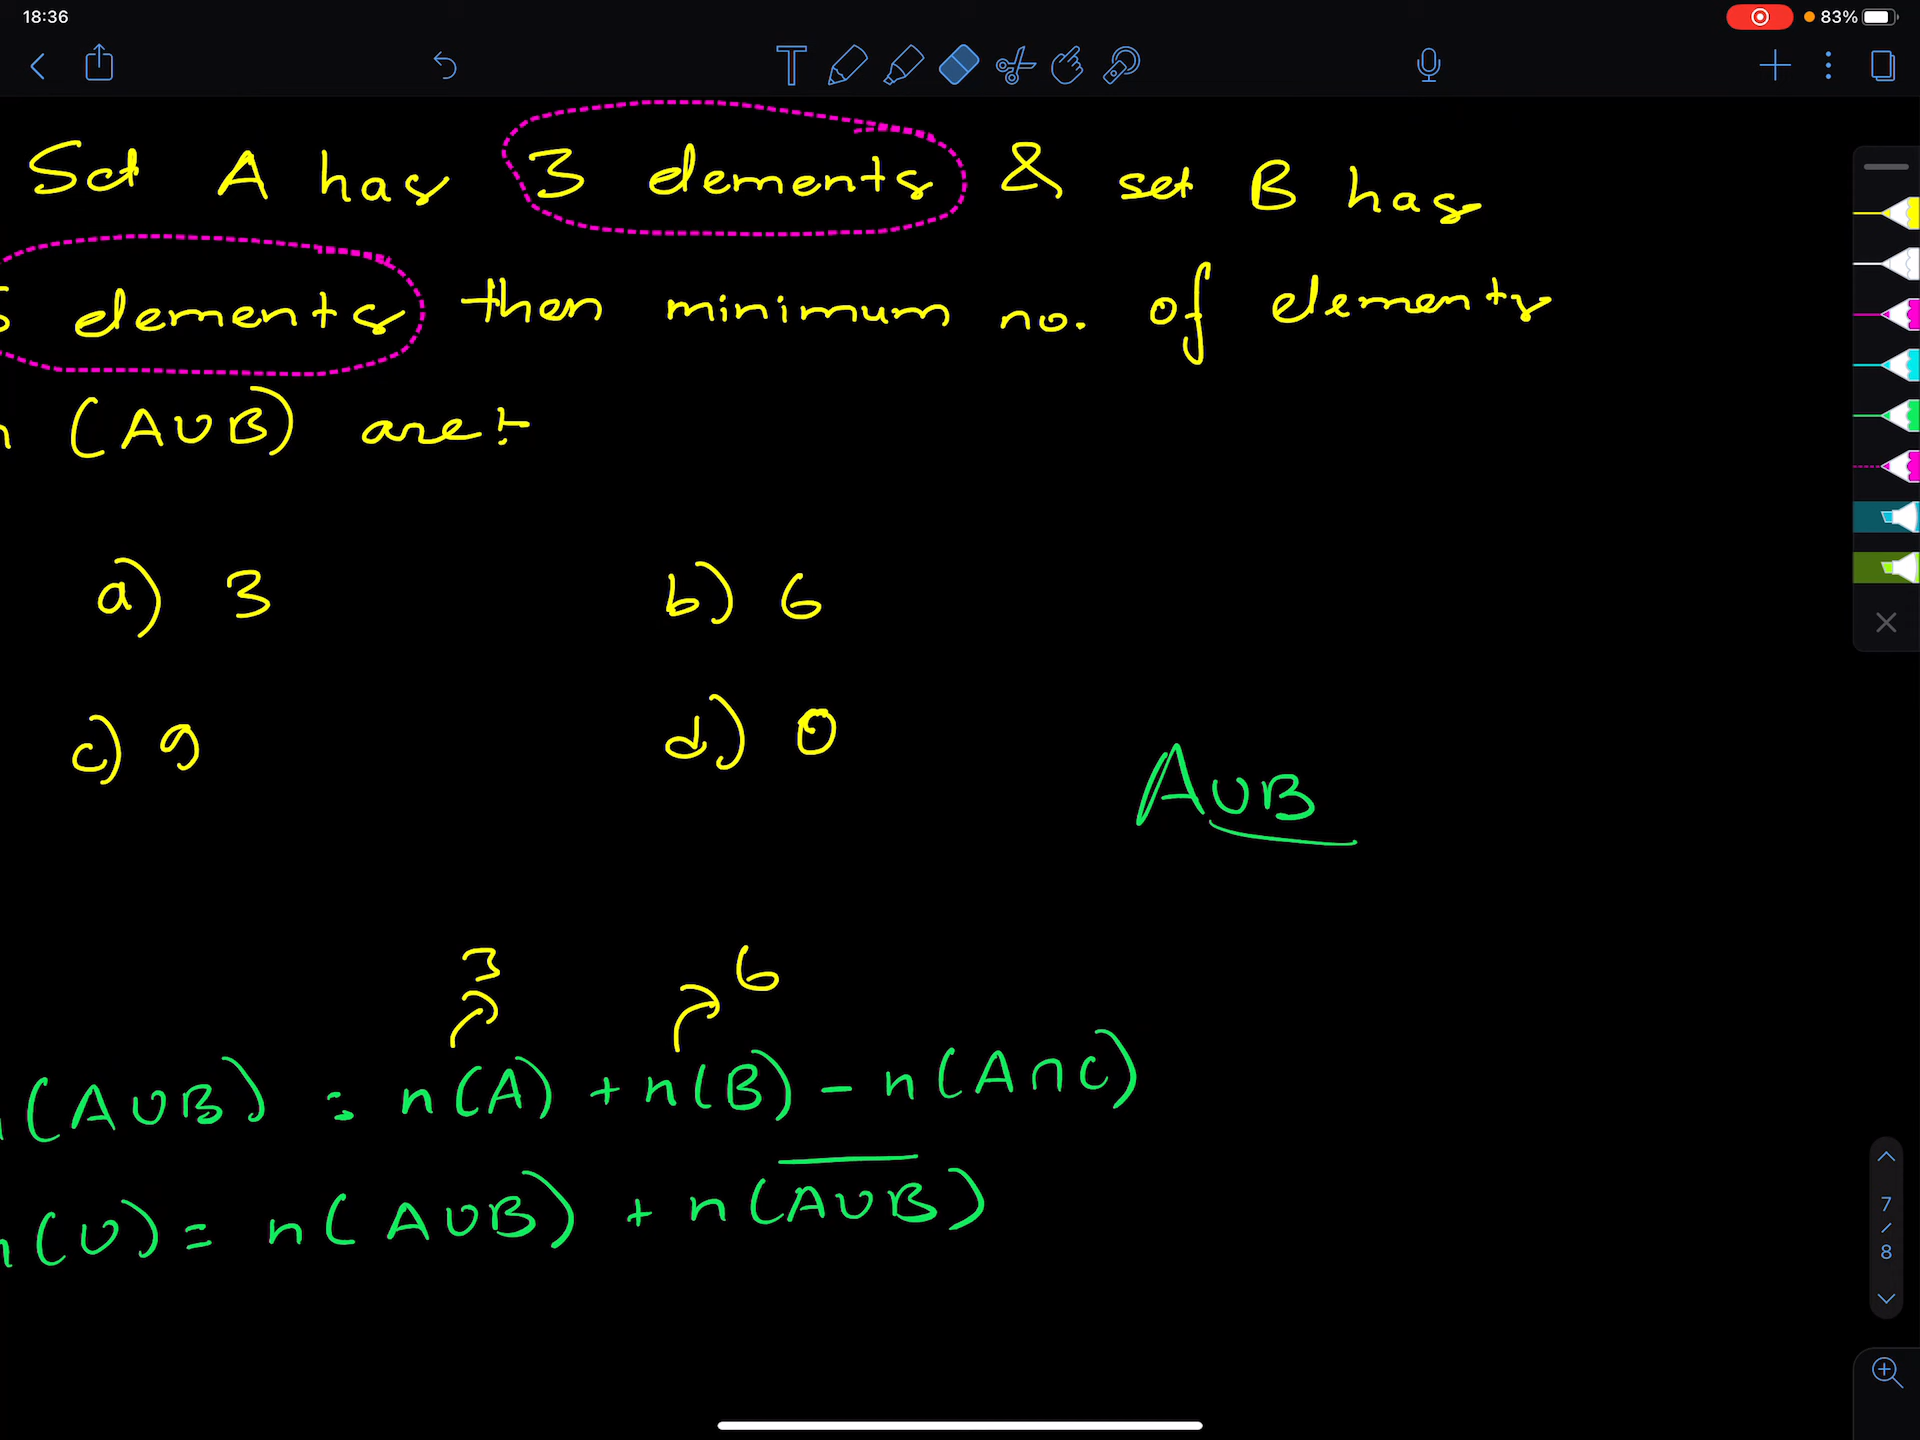 18:36
83%
Set A has 3 elements & set B has
elements then minimum no. of elements
(AUB) are:-
a) 3
b) 6
c) 9
d) 0
AUB
3
6
(AUB) = n(A) + n(B) - n(A∩C)
n(U) = n(AUB) + n(A̅U̅B̅)
7
/
8